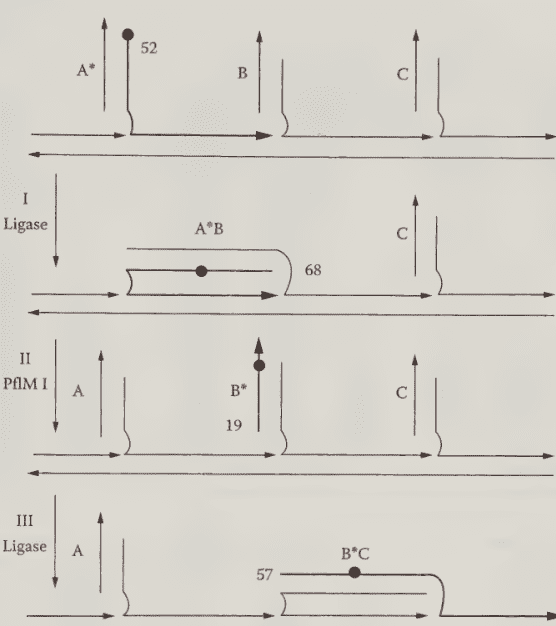 52
A* B C
I
Ligase
A*B C
68
II
PflM I
A B* C
19
III
Ligase
A B*C
57